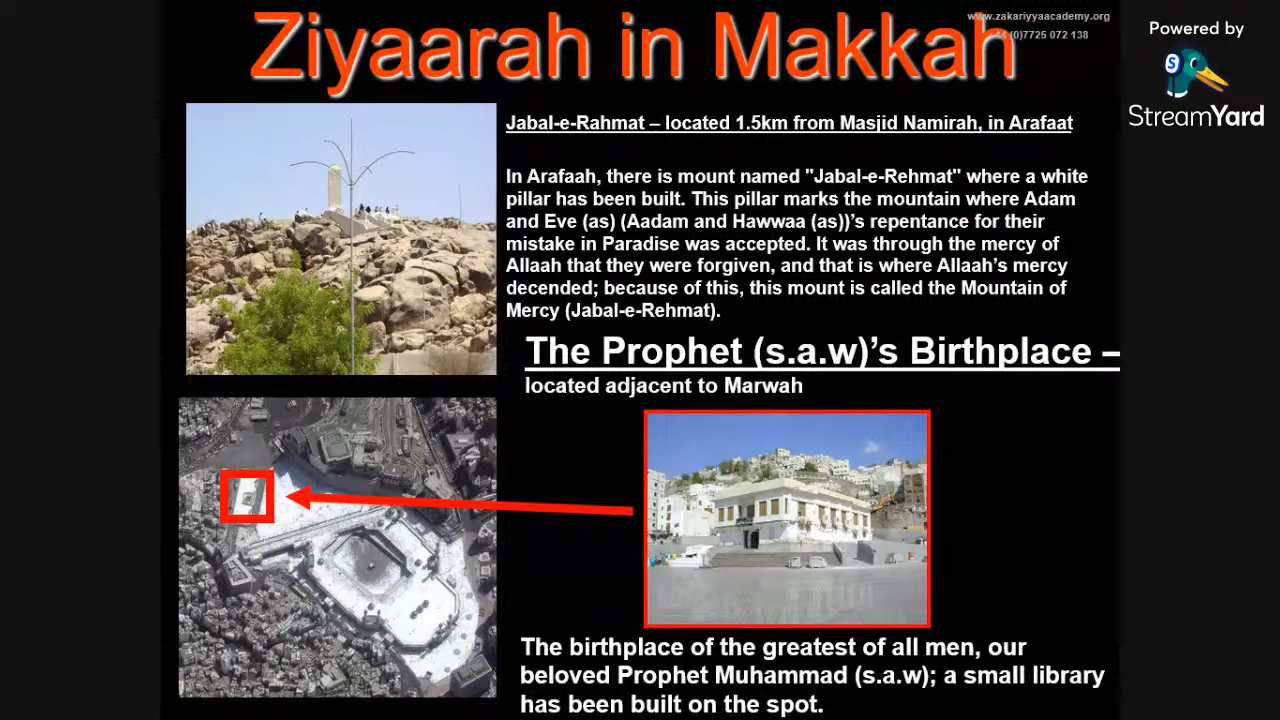 www.zakariyyaacademy.org
Ziyaarah in Makkah
(0)7725 072 138
Powered by
S
StreamYard
Jabal-e-Rahmat – located 1.5km from Masjid Namirah, in Arafaat
In Arafaah, there is mount named "Jabal-e-Rehmat" where a white
pillar has been built. This pillar marks the mountain where Adam
and Eve (as) (Aadam and Hawwaa (as))’s repentance for their
mistake in Paradise was accepted. It was through the mercy of
Allaah that they were forgiven, and that is where Allaah’s mercy
decended; because of this, this mount is called the Mountain of
Mercy (Jabal-e-Rehmat).
The Prophet (s.a.w)’s Birthplace –
located adjacent to Marwah
The birthplace of the greatest of all men, our
beloved Prophet Muhammad (s.a.w); a small library
has been built on the spot.